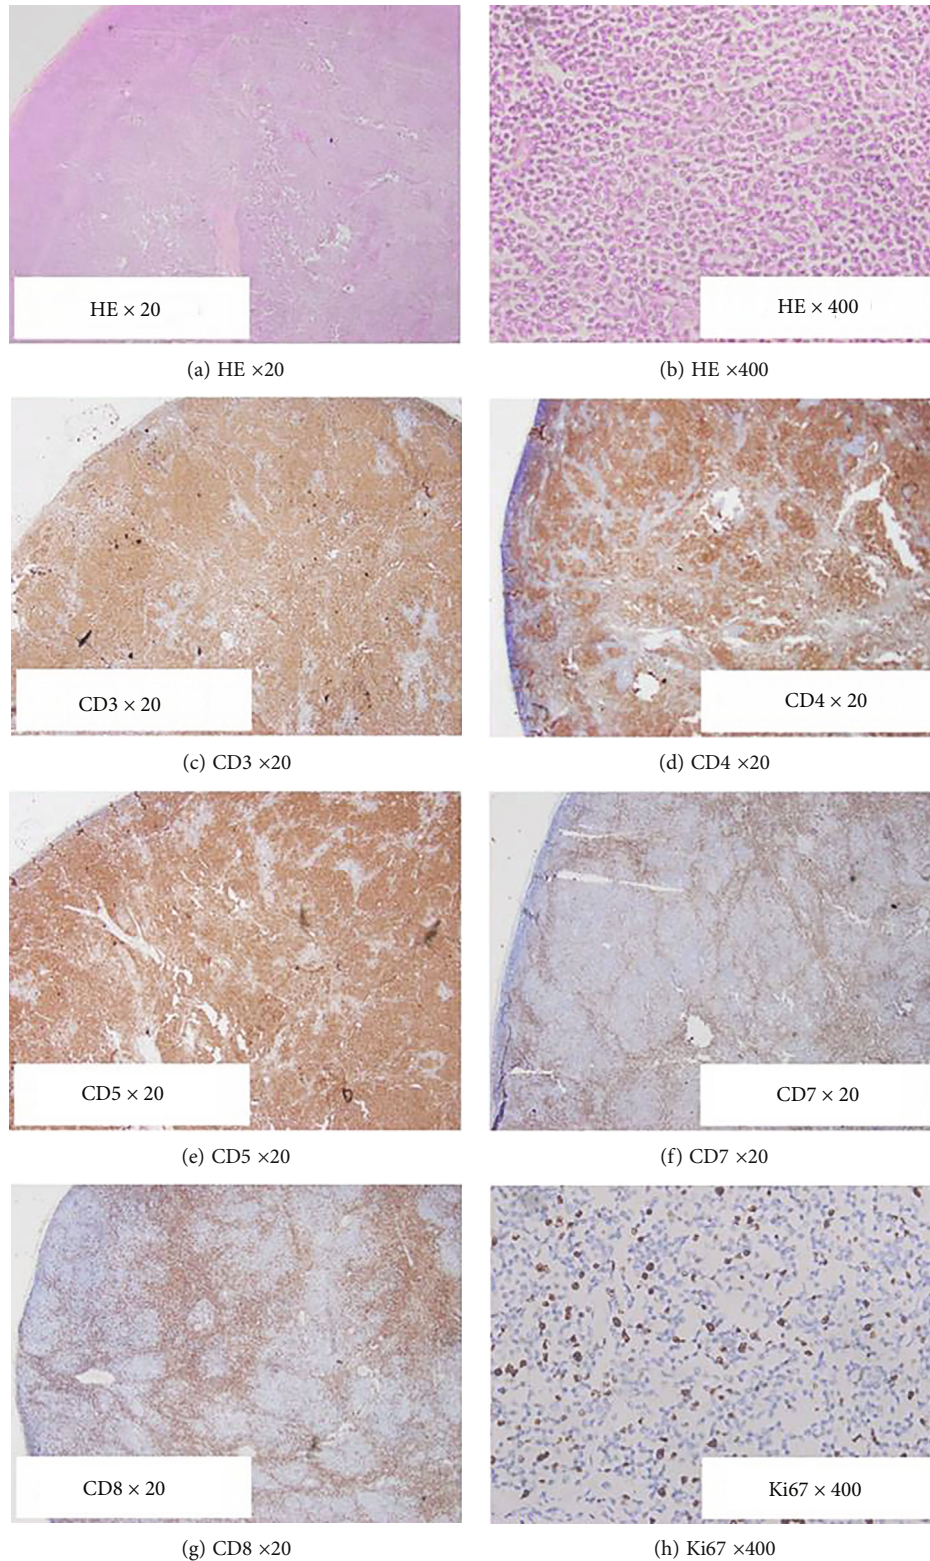 HE × 20
HE × 400
(a) HE ×20
(b) HE ×400
CD3 × 20
CD4 × 20
(c) CD3 ×20
(d) CD4 ×20
CD5 × 20
CD7 × 20
(e) CD5 ×20
(f) CD7 ×20
CD8 × 20
Ki67 × 400
(g) CD8 ×20
(h) Ki67 ×400